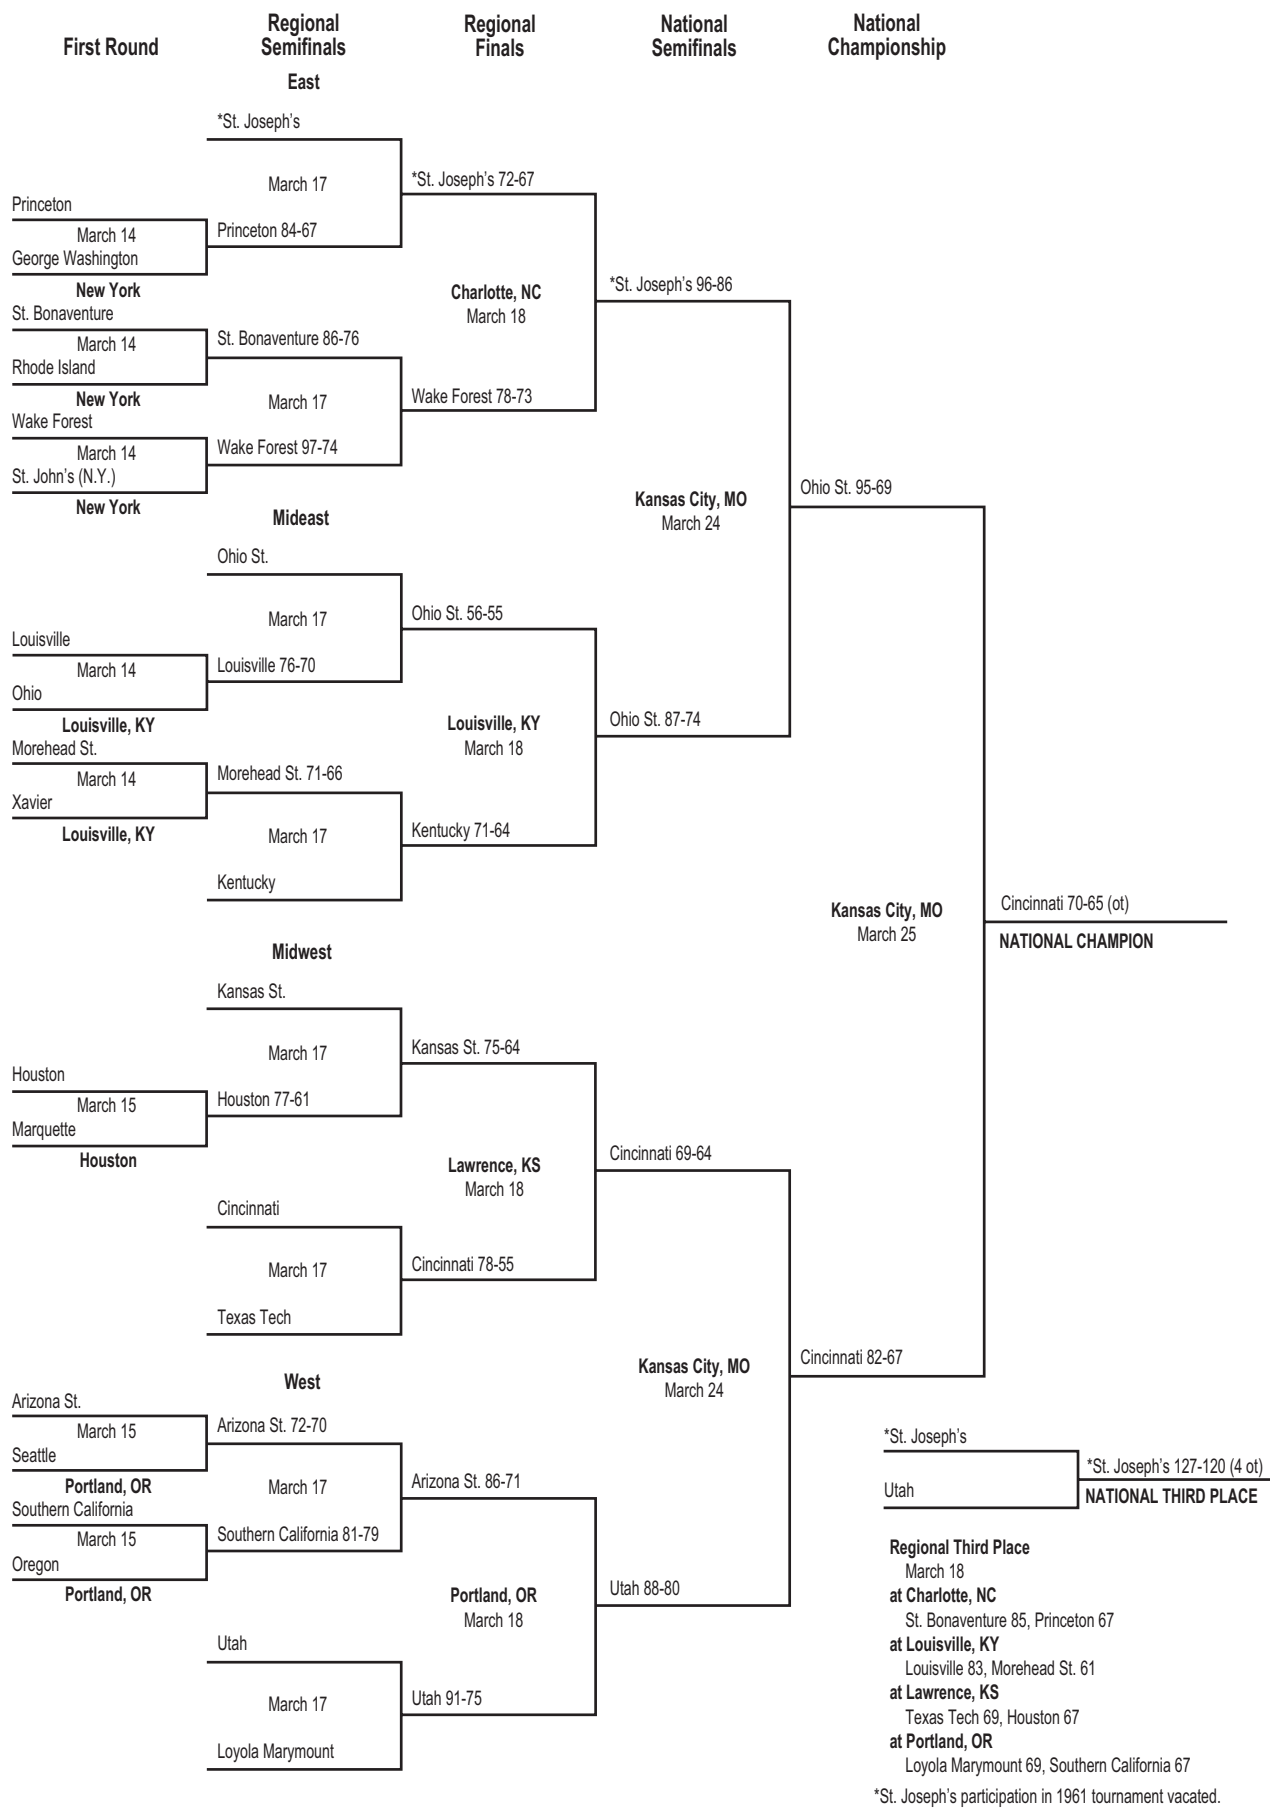 First Round
Regional
Semifinals
Regional
Finals
National
Semifinals
National
Championship
East
*St. Joseph's
March 17
*St. Joseph's 72-67
Princeton
March 14
Princeton 84-67
George Washington
New York
Charlotte, NC
March 18
*St. Joseph's 96-86
St. Bonaventure
March 14
St. Bonaventure 86-76
Rhode Island
New York
March 17
Wake Forest 78-73
Wake Forest
March 14
Wake Forest 97-74
St. John's (N.Y.)
New York
Kansas City, MO
March 24
Ohio St. 95-69
Mideast
Ohio St.
March 17
Ohio St. 56-55
Louisville
March 14
Louisville 76-70
Ohio
Louisville, KY
Louisville, KY
March 18
Ohio St. 87-74
Morehead St.
March 14
Morehead St. 71-66
Xavier
Louisville, KY
March 17
Kentucky 71-64
Kentucky
Kansas City, MO
March 25
Cincinnati 70-65 (ot)
NATIONAL CHAMPION
Midwest
Kansas St.
March 17
Kansas St. 75-64
Houston
March 15
Houston 77-61
Marquette
Houston
Lawrence, KS
March 18
Cincinnati 69-64
Cincinnati
March 17
Cincinnati 78-55
Texas Tech
Kansas City, MO
March 24
Cincinnati 82-67
West
Arizona St.
March 15
Arizona St. 72-70
Seattle
Portland, OR
March 17
Arizona St. 86-71
Southern California
March 15
Southern California 81-79
Oregon
Portland, OR
Portland, OR
March 18
Utah 88-80
Utah
March 17
Utah 91-75
Loyola Marymount
*St. Joseph's
*St. Joseph's 127-120 (4 ot)
Utah
NATIONAL THIRD PLACE
Regional Third Place
March 18
at Charlotte, NC
St. Bonaventure 85, Princeton 67
at Louisville, KY
Louisville 83, Morehead St. 61
at Lawrence, KS
Texas Tech 69, Houston 67
at Portland, OR
Loyola Marymount 69, Southern California 67
*St. Joseph's participation in 1961 tournament vacated.